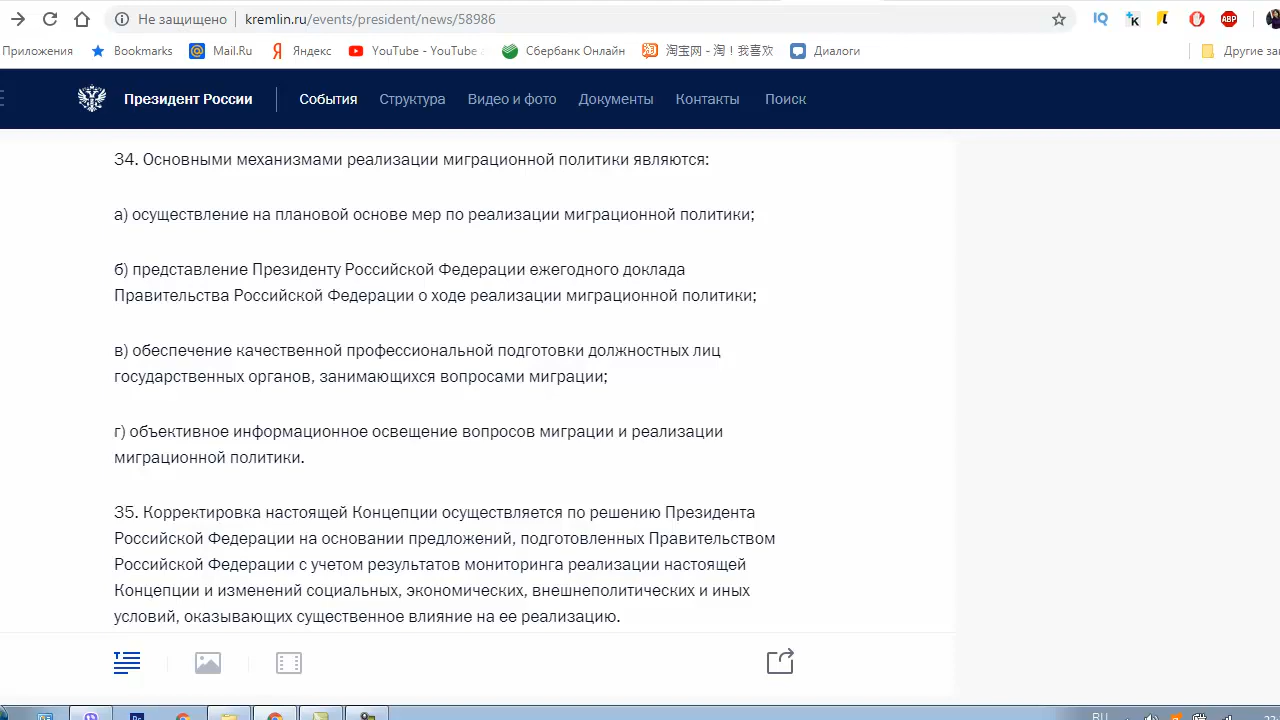 Не защищено kremlin.ru/events/president/news/58986
Приложения Bookmarks Mail.Ru Яндекс YouTube - YouTube Сбербанк Онлайн 淘宝网 - 淘！我喜欢 Диалоги Другие
Президент России События Структура Видео и фото Документы Контакты Поиск
34. Основными механизмами реализации миграционной политики являются:
а) осуществление на плановой основе мер по реализации миграционной политики;
б) представление Президенту Российской Федерации ежегодного доклада
Правительства Российской Федерации о ходе реализации миграционной политики;
в) обеспечение качественной профессиональной подготовки должностных лиц
государственных органов, занимающихся вопросами миграции;
г) объективное информационное освещение вопросов миграции и реализации
миграционной политики.
35. Корректировка настоящей Концепции осуществляется по решению Президента
Российской Федерации на основании предложений, подготовленных Правительством
Российской Федерации с учетом результатов мониторинга реализации настоящей
Концепции и изменений социальных, экономических, внешнеполитических и иных
условий, оказывающих существенное влияние на ее реализацию.
RU